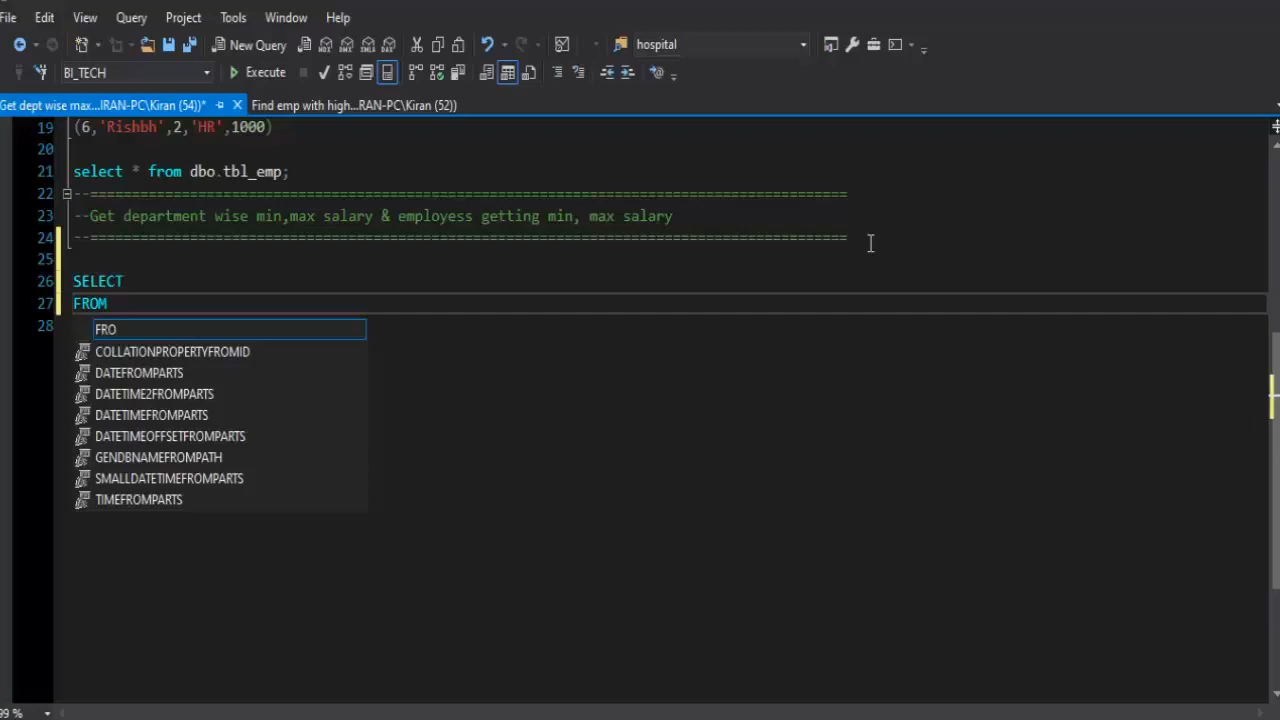 File Edit View Query Project Tools Window Help
New Query hospital
BI_TECH Execute
Get dept wise max...IRAN-PC\Kiran (54))* Find emp with high...RAN-PC\Kiran (52))
19 (6,'Rishbh',2,'HR',1000)
20
21 select * from dbo.tbl_emp;
22 --===========================================================================================
23 --Get department wise min,max salary & employess getting min, max salary
24 --===========================================================================================
25
26 SELECT
27 FROM
28 FRO
COLLATIONPROPERTYFROMID
DATEFROMPARTS
DATETIME2FROMPARTS
DATETIMEFROMPARTS
DATETIMEOFFSETFROMPARTS
GENDBNAMEFROMPATH
SMALLDATETIMEFROMPARTS
TIMEFROMPARTS
99 %